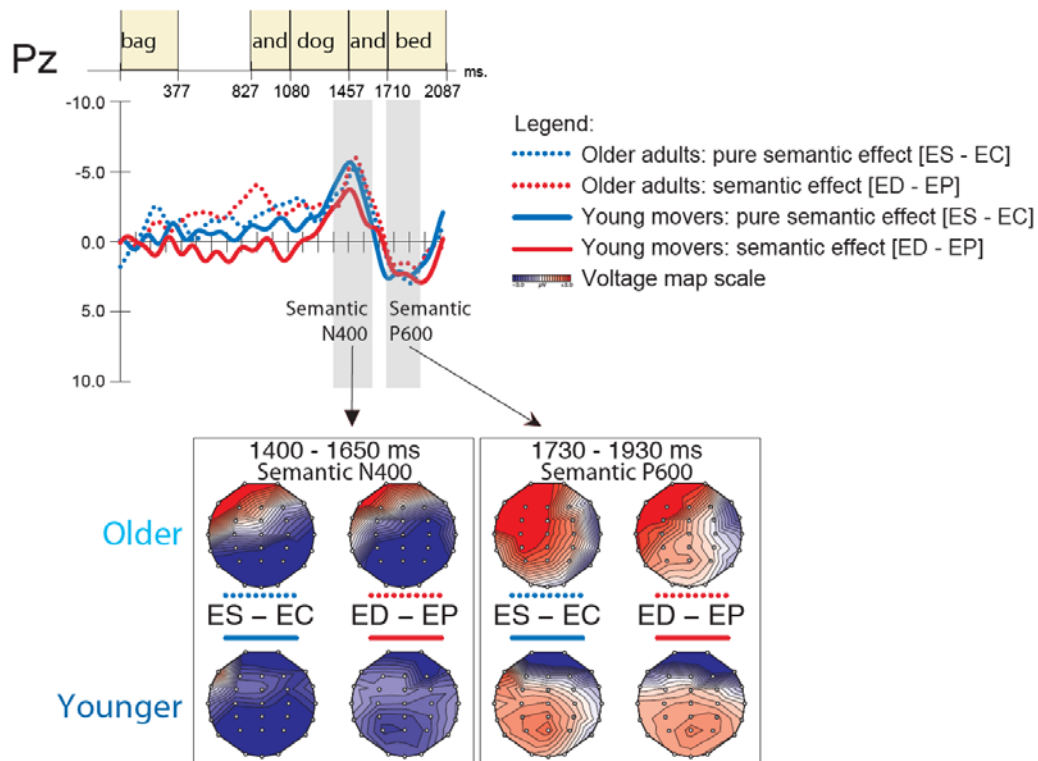 bag and dog and bed
Pz
ms.
377 827 1080 1457 1710 2087
-10.0
-5.0
0.0
5.0
10.0
Legend:
Older adults: pure semantic effect [ES - EC]
Older adults: semantic effect [ED - EP]
Young movers: pure semantic effect [ES - EC]
Young movers: semantic effect [ED - EP]
Voltage map scale
Semantic
N400
Semantic
P600
1400 - 1650 ms
Semantic N400
1730 - 1930 ms
Semantic P600
Older
ES – EC ED – EP ES – EC ED – EP
Younger